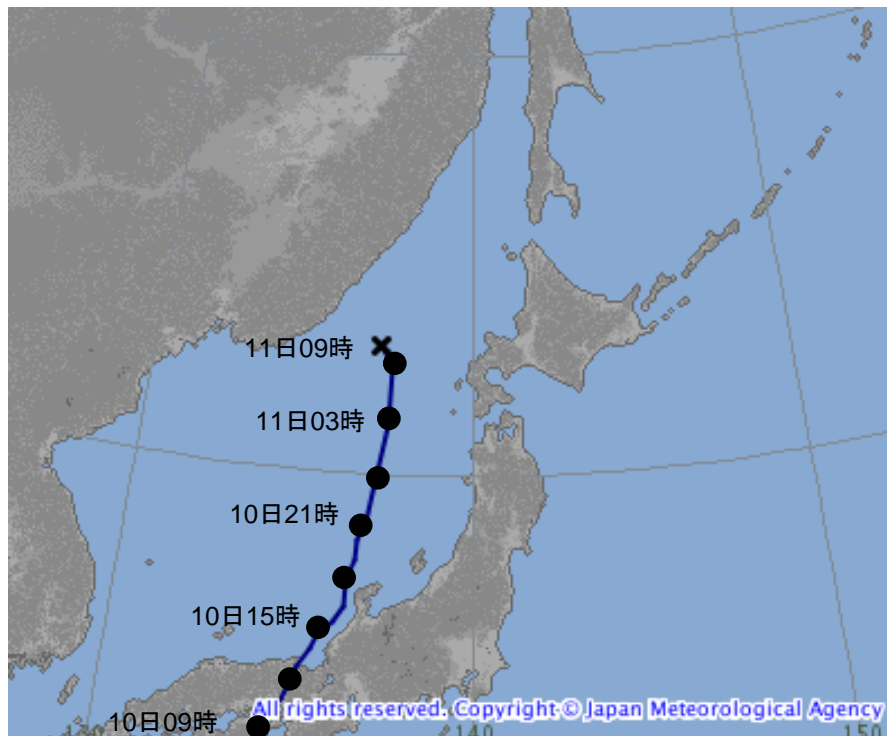 11日09時
11日03時
10日21時
10日15時
10日09時
All rights reserved. Copyright © Japan Meteorological Agency
130
140
150